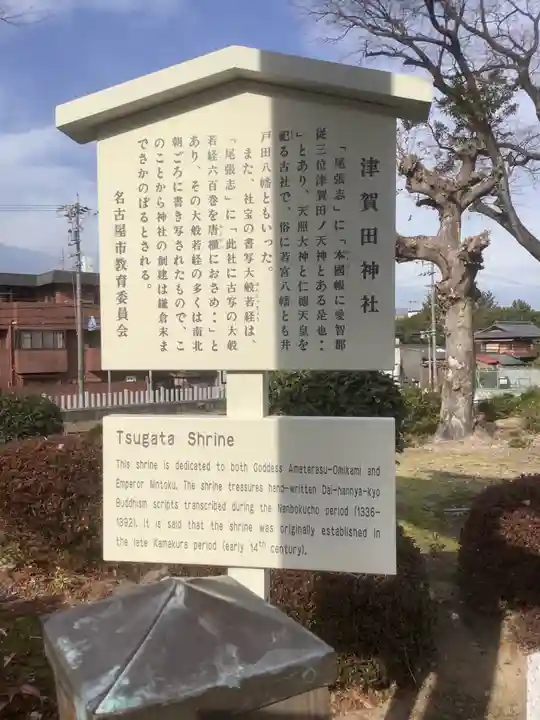 津賀田神社
「尾張志」に「本國帳に愛智郡
従三位津賀田ノ天神とある是也‥
」とあり、天照大神と仁徳天皇を
祀る古社で、俗に若宮八幡とも井
戸田八幡ともいった。
また、社宝の書写大般若経は、
「尾張志」に「此社に古写の大般
若経六百巻を唐櫃におさめ‥」と
あり、その大般若経の多くは南北
朝ごろに書き写されたもので、こ
のことから神社の創建は鎌倉末ま
でさかのぼるとされる。
名古屋市教育委員会
Tsugata Shrine
This shrine is dedicated to both Goddess Amaterasu-Omikami and
Emperor Nintoku. The shrine treasures hand-written Dai-hannya-kyo
Buddhism scripts transcribed during the Nanbokucho period (1336-
1392). It is said that the shrine was originally established in
the late Kamakura period (early 14th century).